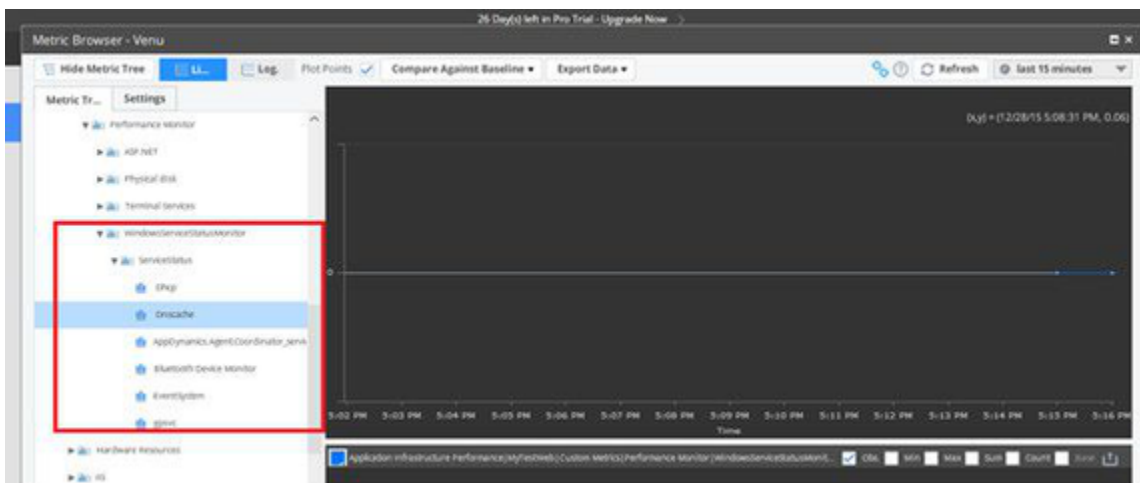 26 Day(s) left in Pro Trial - Upgrade Now
Metric Browser - Venu
Hide Metric Tree
Li...
Log
Plot Points
Compare Against Baseline
Export Data
Refresh
last 15 minutes
Metric Tr...
Settings
(x,y) = (12/28/15 5:08:31 PM, 0.06)
Performance Monitor
ASP.NET
Physical disk
Terminal Services
WindowsServiceStatusMonitor
ServiceStatus
Dhcp
Dnscache
AppDynamics.Agent.Coordinator_servi
Bluetooth Device Monitor
EventSystem
gpsvc
Hardware Resources
IIS
0
5:02 PM 5:03 PM 5:04 PM 5:05 PM 5:06 PM 5:07 PM 5:08 PM 5:09 PM 5:10 PM 5:11 PM 5:12 PM 5:13 PM 5:14 PM 5:15 PM 5:16 PM
Time
Application Infrastructure Performance|MyTestWeb|Custom Metrics|Performance Monitor|WindowsServiceStatusMonit... Obs. Min Max Sum Count Base